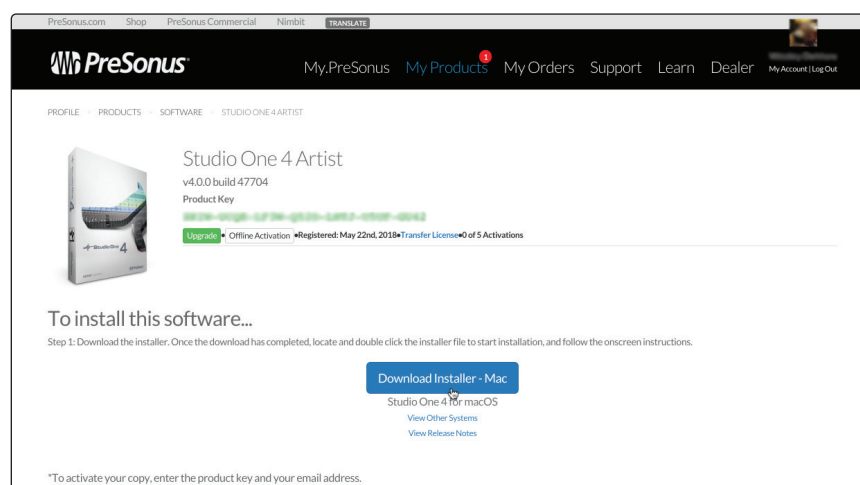 PreSonus.com Shop PreSonus Commercial Nimbit TRANSLATE
PreSonus
My.PreSonus My Products 1 My Orders Support Learn Dealer
My Account | Log Out
PROFILE PRODUCTS SOFTWARE STUDIO ONE 4 ARTIST
Studio One 4 Artist
v4.0.0 build 47704
Product Key
Upgrade • Offline Activation •Registered: May 22nd, 2018•Transfer License•0 of 5 Activations
StudioOne 4
To install this software...
Step 1: Download the installer. Once the download has completed, locate and double click the installer file to start installation, and follow the onscreen instructions.
Download Installer - Mac
Studio One 4 for macOS
View Other Systems
View Release Notes
*To activate your copy, enter the product key and your email address.